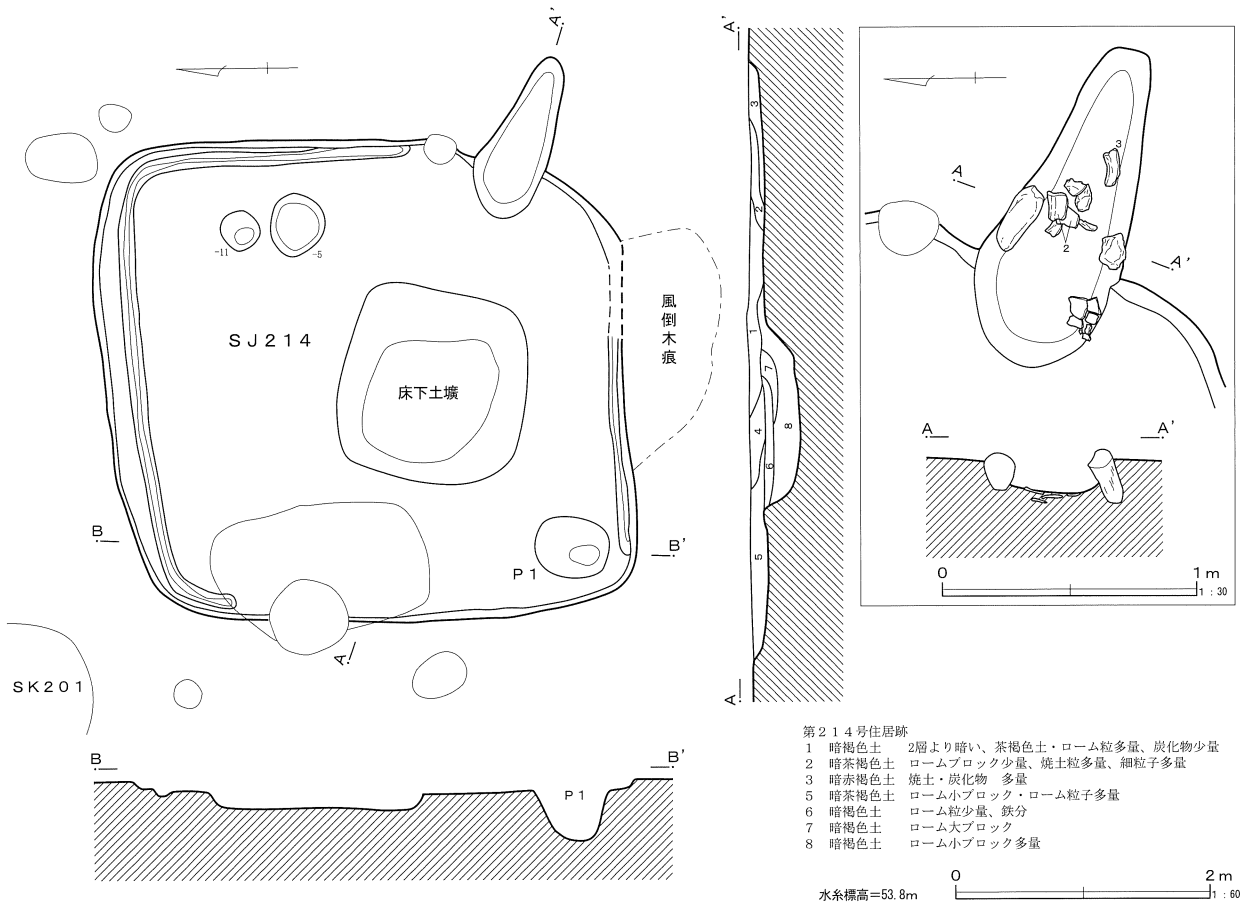 A'
-11
-5
SJ214
床下土壙
風倒木痕
B
B'
P1
A
SK201
B
B'
P1
A'
3
2
1
7
4
8
6
5
A
A
3
2
A'
A
A'
0 1m
1:30
第214号住居跡
1 暗褐色土 2層より暗い、茶褐色土・ローム粒多量、炭化物少量
2 暗茶褐色土 ロームブロック少量、焼土粒多量、細粒子多量
3 暗赤褐色土 焼土・炭化物 多量
5 暗茶褐色土 ローム小ブロック・ローム粒子多量
6 暗褐色土 ローム粒少量、鉄分
7 暗褐色土 ローム大ブロック
8 暗褐色土 ローム小ブロック多量
水糸標高=53.8m
0 2m
1:60